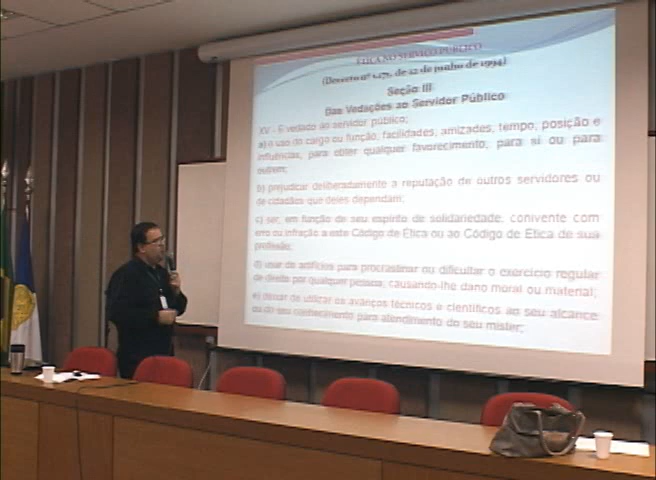 ÉTICA NO SERVIÇO PÚBLICO
(Decreto nº 1.171, de 22 de junho de 1994)
Seção III
Das Vedações ao Servidor Público
XV - É vedado ao servidor público;
a) o uso do cargo ou função, facilidades, amizades, tempo, posição e
influências, para obter qualquer favorecimento, para si ou para
outrem;
b) prejudicar deliberadamente a reputação de outros servidores ou
de cidadãos que deles dependam;
c) ser, em função de seu espírito de solidariedade, conivente com
erro ou infração a este Código de Ética ou ao Código de Ética de sua
profissão;
d) usar de artifícios para procrastinar ou dificultar o exercício regular
de direito por qualquer pessoa, causando-lhe dano moral ou material;
e) deixar de utilizar os avanços técnicos e científicos ao seu alcance
ou do seu conhecimento para atendimento do seu mister;